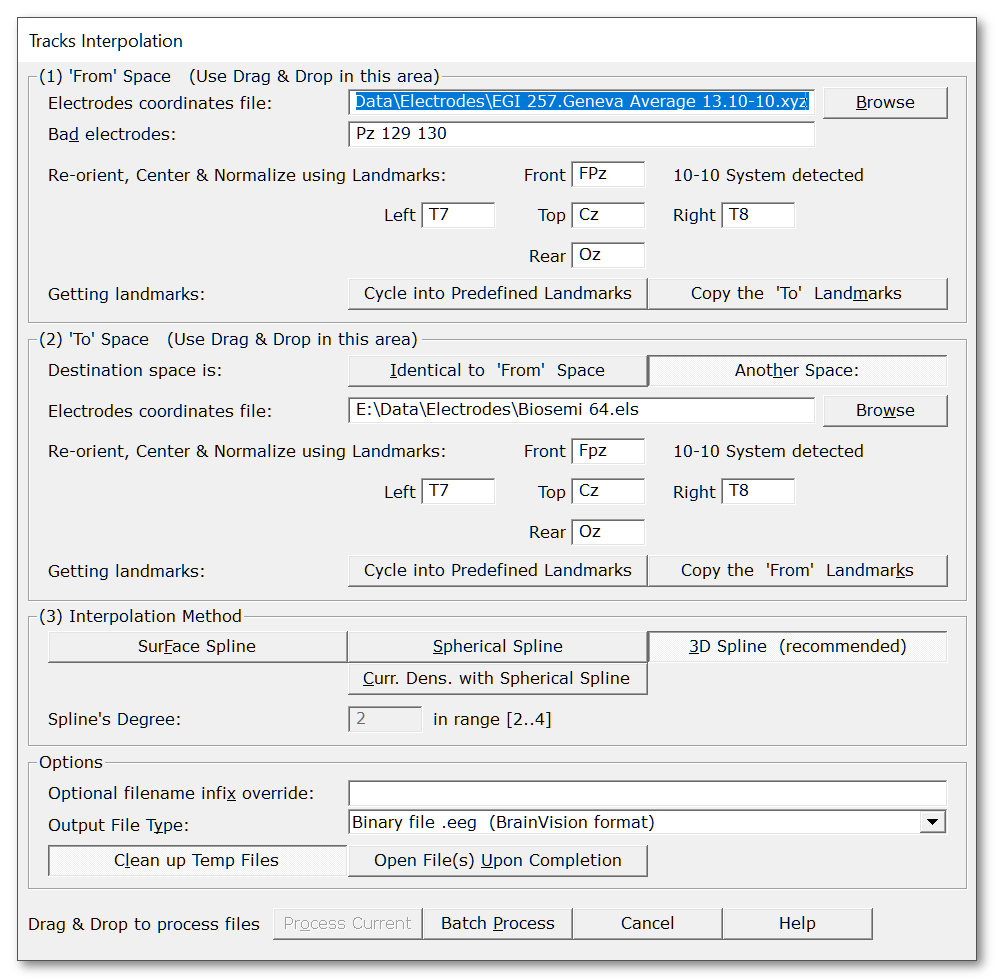 Tracks Interpolation
(1) 'From' Space (Use Drag & Drop in this area)
Electrodes coordinates file: Data\Electrodes\EGI 257.Geneva Average 13.10-10.xyz Browse
Bad electrodes: Pz 129 130
Re-orient, Center & Normalize using Landmarks: Front FPz 10-10 System detected
Left T7 Top Cz Right T8
Rear Oz
Getting landmarks: Cycle into Predefined Landmarks Copy the 'To' Landmarks
(2) 'To' Space (Use Drag & Drop in this area)
Destination space is: Identical to 'From' Space Another Space:
Electrodes coordinates file: E:\Data\Electrodes\Biosemi 64.els Browse
Re-orient, Center & Normalize using Landmarks: Front Fpz 10-10 System detected
Left T7 Top Cz Right T8
Rear Oz
Getting landmarks: Cycle into Predefined Landmarks Copy the 'From' Landmarks
(3) Interpolation Method
SurFace Spline Spherical Spline 3D Spline (recommended)
Curr. Dens. with Spherical Spline
Spline's Degree: 2 in range [2..4]
Options
Optional filename infix override:
Output File Type: Binary file .eeg (BrainVision format)
Clean up Temp Files Open File(s) Upon Completion
Drag & Drop to process files Process Current Batch Process Cancel Help